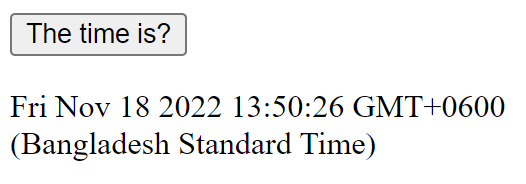 The time is?
Fri Nov 18 2022 13:50:26 GMT+0600
(Bangladesh Standard Time)